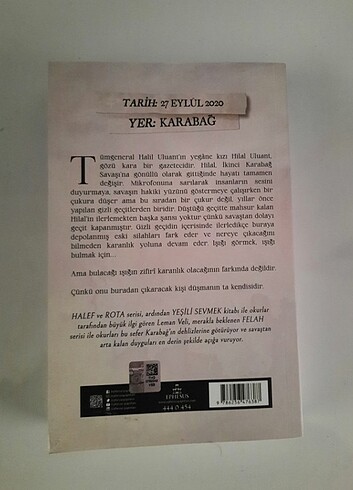 TARİH: 27 EYLÜL 2020
YER: KARABAĞ
Tümgeneral Halil Uluant'ın yegâne kızı Hilal Uluant,
gözü kara bir gazetecidir. Hilal, İkinci Karabağ
Savaşı'na gönüllü olarak gittiğinde hayatı tamamen
değişir. Mikrofonuna sarılarak insanların sesini
duyurmaya, savaşın hakiki yüzünü göstermeye çalışırken bir
çukura düşer ama bu sıradan bir çukur değil, yıllar önce
yapılan gizli geçitlerden biridir. Düştüğü geçitte mahsur kalan
Hilal'in ilerlemekten başka şansı yoktur çünkü savaştan dolayı
geçit kapanmıştır. Gizli geçidin içerisinde ilerledikçe buraya
depolanmış eski silahları fark eder ve nereye çıkacağını
bilmeden karanlık yoluna devam eder. Işığı görmek, ışığı
bulmak için...
Ama bulacağı ışığın zifirî karanlık olacağının farkında değildir.
Çünkü onu buradan çıkaracak kişi düşmanın ta kendisidir.
HALEF ve ROTA serisi, ardından YEŞİLİ SEVMEK kitabı ile okurlar
tarafından büyük ilgi gören Leman Veli, merakla beklenen FELAH
serisi ile okurları bu sefer Karabağ'ın dehlizlerine götürüyor ve savaştan
arta kalan duyguları en derin şekilde açığa vuruyor.
EPHESUS
444 0 454
9 786256 476387